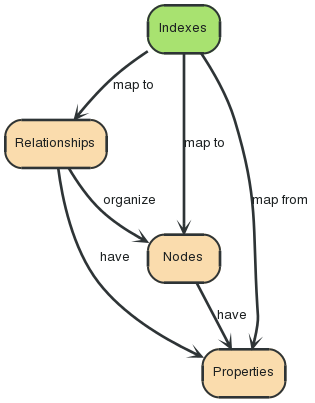 Indexes
map to
Relationships
map to
organize
map from
Nodes
have
have
Properties